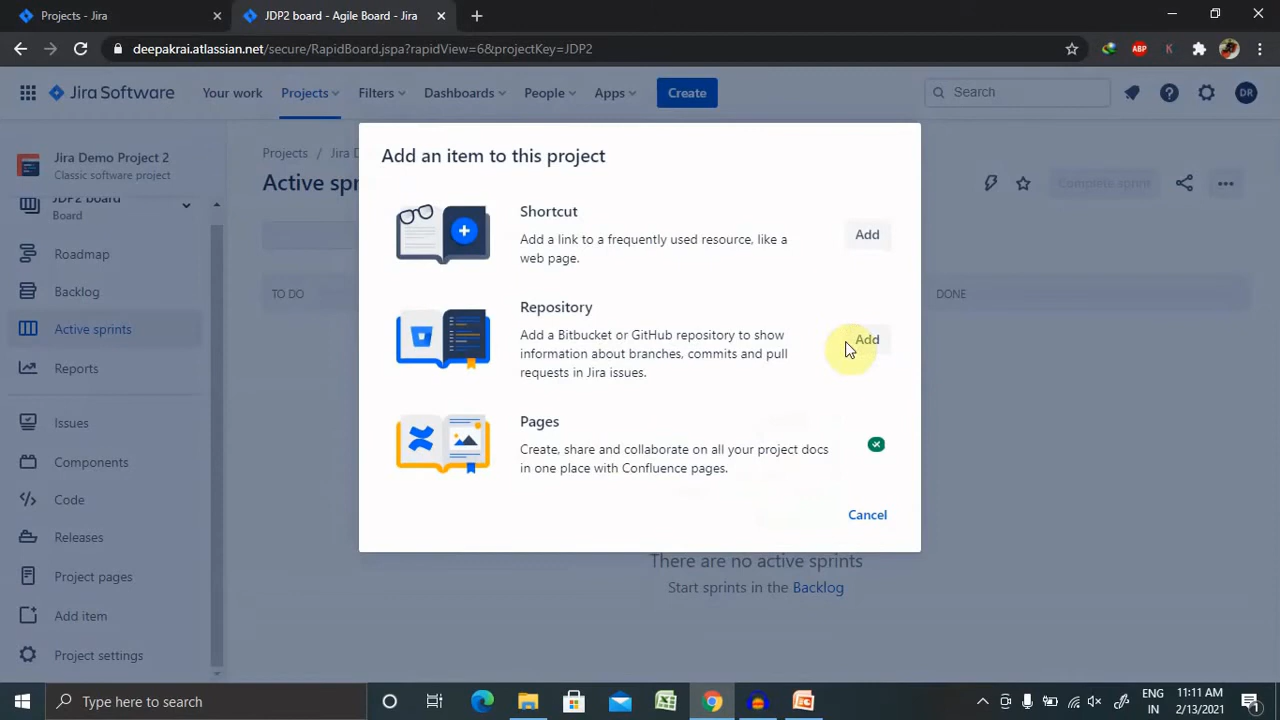 Projects - Jira
JDP2 board - Agile Board - Jira
deepakrai.atlassian.net/secure/RapidBoard.jspa?rapidView=6&projectKey=JDP2
ABP
K
Jira Software
Your work
Projects
Filters
Dashboards
People
Apps
Create
Search
DR
Jira Demo Project 2
Classic software project
JDP2 board
Board
Roadmap
Backlog
Active sprints
Reports
Issues
Components
Code
Releases
Project pages
Add item
Project settings
Projects / Jira D
Active spr
Complete sprint
TO DO
DONE
Add an item to this project
Shortcut
Add a link to a frequently used resource, like a
web page.
Add
Repository
Add a Bitbucket or GitHub repository to show
information about branches, commits and pull
requests in Jira issues.
Add
Pages
Create, share and collaborate on all your project docs
in one place with Confluence pages.
Cancel
There are no active sprints
Start sprints in the Backlog
Type here to search
ENG
IN
11:11 AM
2/13/2021
1